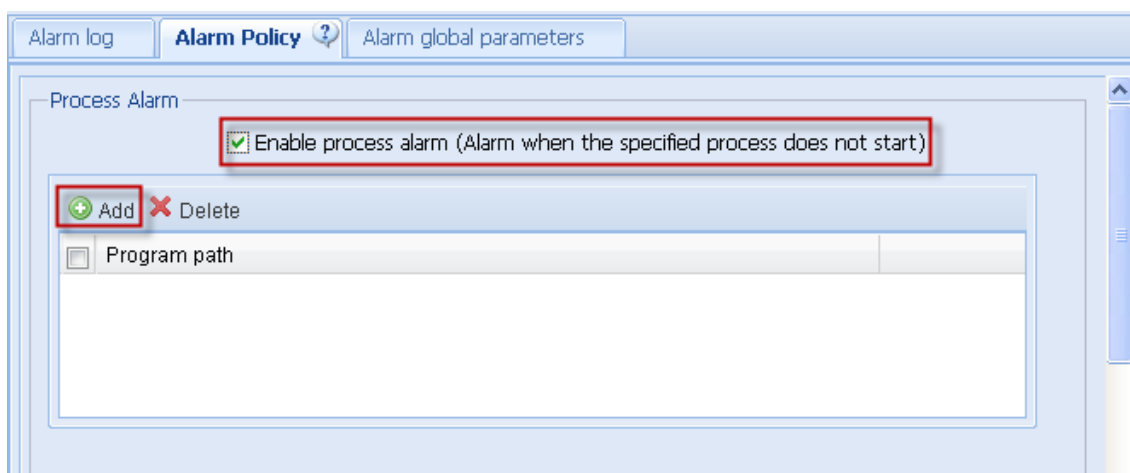 Alarm log
Alarm Policy ?
Alarm global parameters
Process Alarm
Enable process alarm (Alarm when the specified process does not start)
Add
Delete
Program path